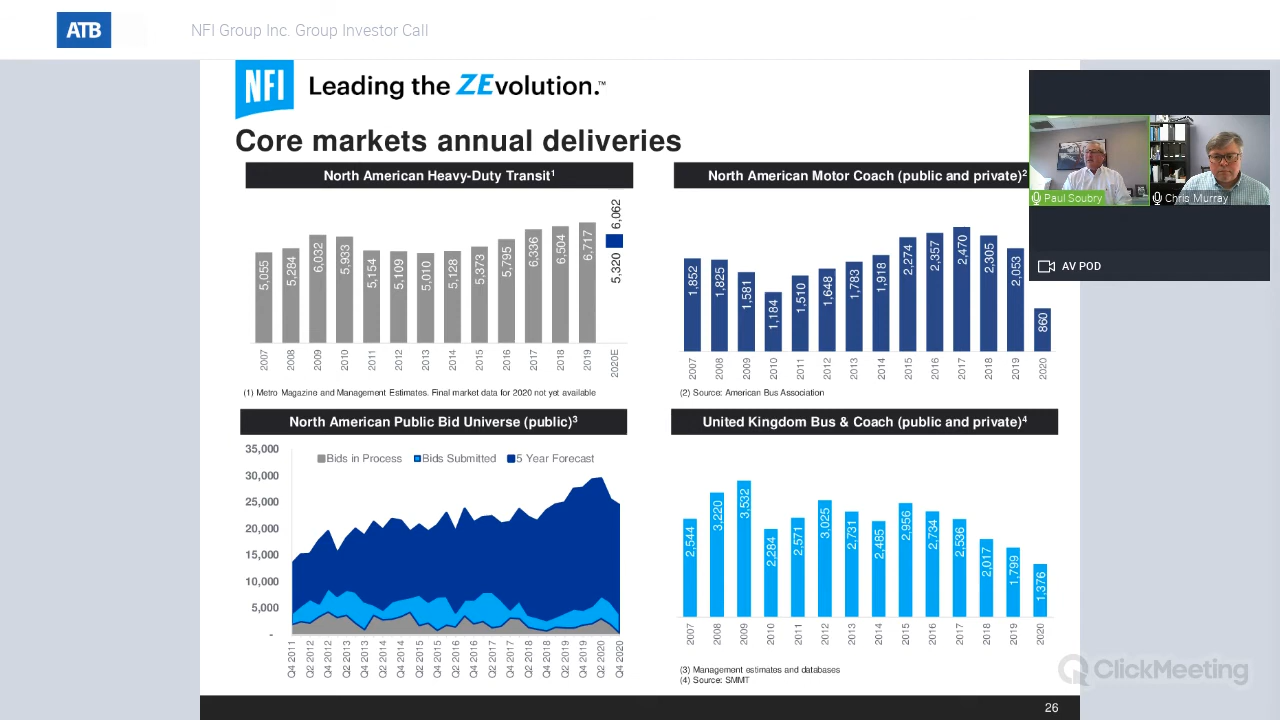 ATB
NFI Group Inc. Group Investor Call
NFI
Leading the ZEvolution.™
Core markets annual deliveries
Paul Soubry
Chris Murray
AV POD
North American Heavy-Duty Transit1
5,055
5,284
6,032
5,933
5,154
5,109
5,010
5,128
5,373
5,795
6,336
6,504
6,717
5,320
6,062
2007
2008
2009
2010
2011
2012
2013
2014
2015
2016
2017
2018
2019
2020E
(1) Metro Magazine and Management Estimates. Final market data for 2020 not yet available
North American Motor Coach (public and private)2
1,852
1,825
1,581
1,184
1,510
1,648
1,783
1,918
2,274
2,357
2,470
2,305
2,053
860
2007
2008
2009
2010
2011
2012
2013
2014
2015
2016
2017
2018
2019
2020
(2) Source: American Bus Association
North American Public Bid Universe (public)3
Bids in Process
Bids Submitted
5 Year Forecast
35,000
30,000
25,000
20,000
15,000
10,000
5,000
-
Q4 2011
Q2 2012
Q4 2012
Q2 2013
Q4 2013
Q2 2014
Q4 2014
Q2 2015
Q4 2015
Q2 2016
Q4 2016
Q2 2017
Q4 2017
Q2 2018
Q4 2018
Q2 2019
Q4 2019
Q2 2020
Q4 2020
United Kingdom Bus & Coach (public and private)4
2,544
3,220
3,532
2,284
2,571
3,025
2,731
2,485
2,956
2,734
2,536
2,017
1,799
1,376
2007
2008
2009
2010
2011
2012
2013
2014
2015
2016
2017
2018
2019
2020
(3) Management estimates and databases
(4) Source: SMMT
ClickMeeting
26